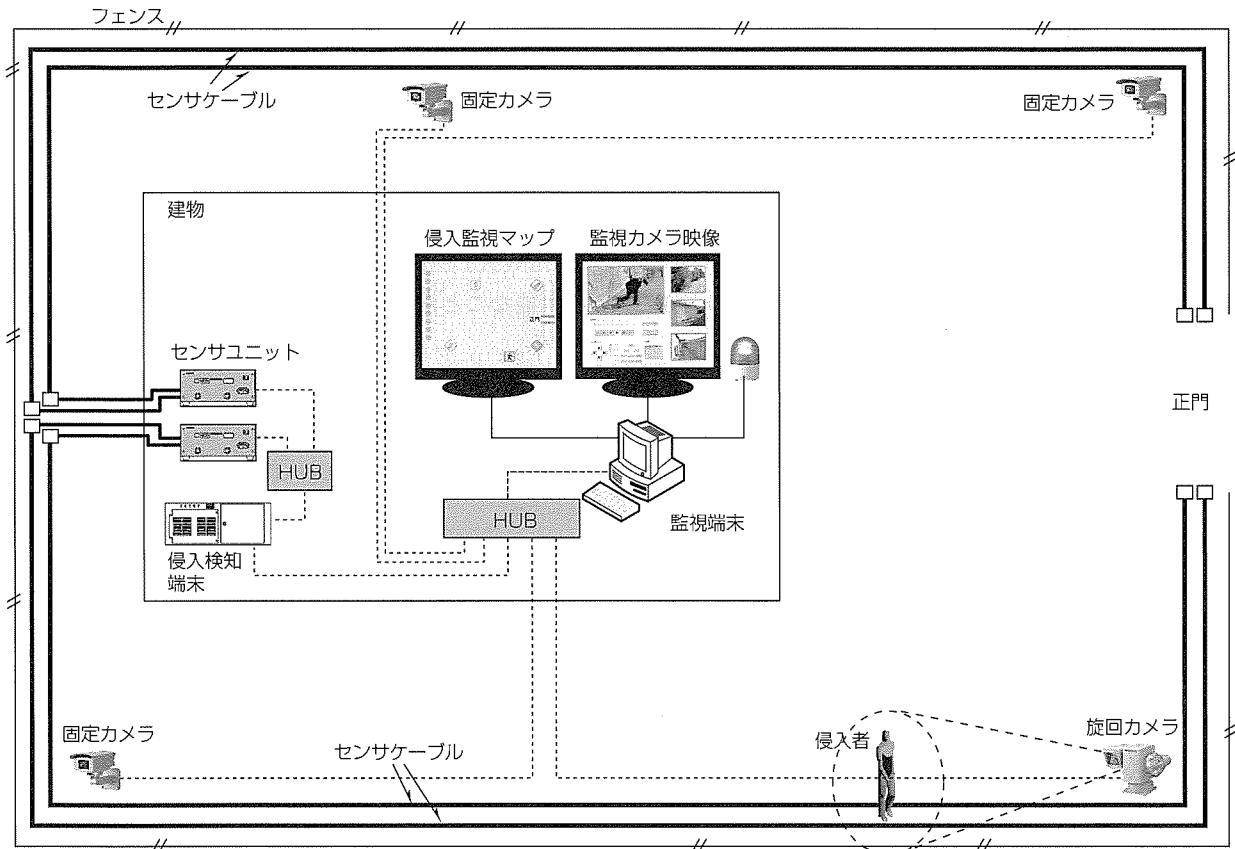 フェンス
センサケーブル
固定カメラ
固定カメラ
建物
侵入監視マップ
監視カメラ映像
センサユニット
正門
HUB
監視端末
HUB
侵入検知
端末
固定カメラ
センサケーブル
侵入者
旋回カメラ